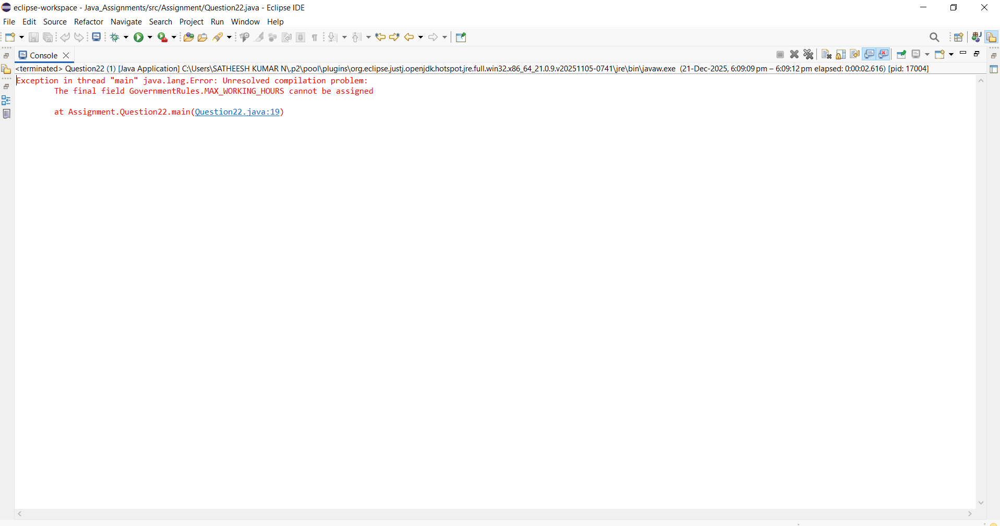 eclipse-workspace - Java_Assignments/src/Assignment/Question22.java - Eclipse IDE
File Edit Source Refactor Navigate Search Project Run Window Help
Console
<terminated> Question22 (1) [Java Application] C:\Users\SATHEESH KUMAR N\.p2\pool\plugins\org.eclipse.justj.openjdk.hotspot.jre.full.win32.x86_64_21.0.9.v20251105-0741\jre\bin\javaw.exe (21-Dec-2025, 6:09:09 pm – 6:09:12 pm elapsed: 0:00:02.616) [pid: 17004]
Exception in thread "main" java.lang.Error: Unresolved compilation problem:
The final field GovernmentRules.MAX_WORKING_HOURS cannot be assigned
at Assignment.Question22.main(Question22.java:19)